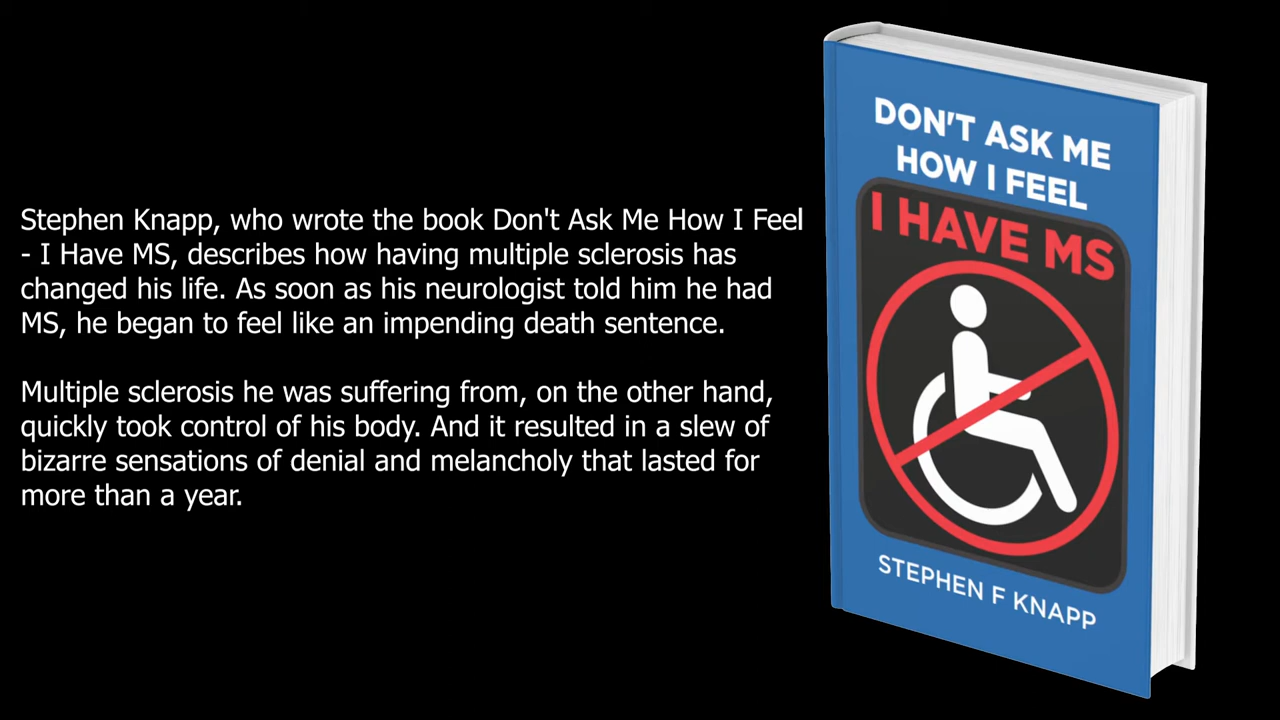 Stephen Knapp, who wrote the book Don't Ask Me How I Feel
- I Have MS, describes how having multiple sclerosis has
changed his life. As soon as his neurologist told him he had
MS, he began to feel like an impending death sentence.
Multiple sclerosis he was suffering from, on the other hand,
quickly took control of his body. And it resulted in a slew of
bizarre sensations of denial and melancholy that lasted for
more than a year.
DON'T ASK ME
HOW I FEEL
I HAVE MS
STEPHEN F KNAPP